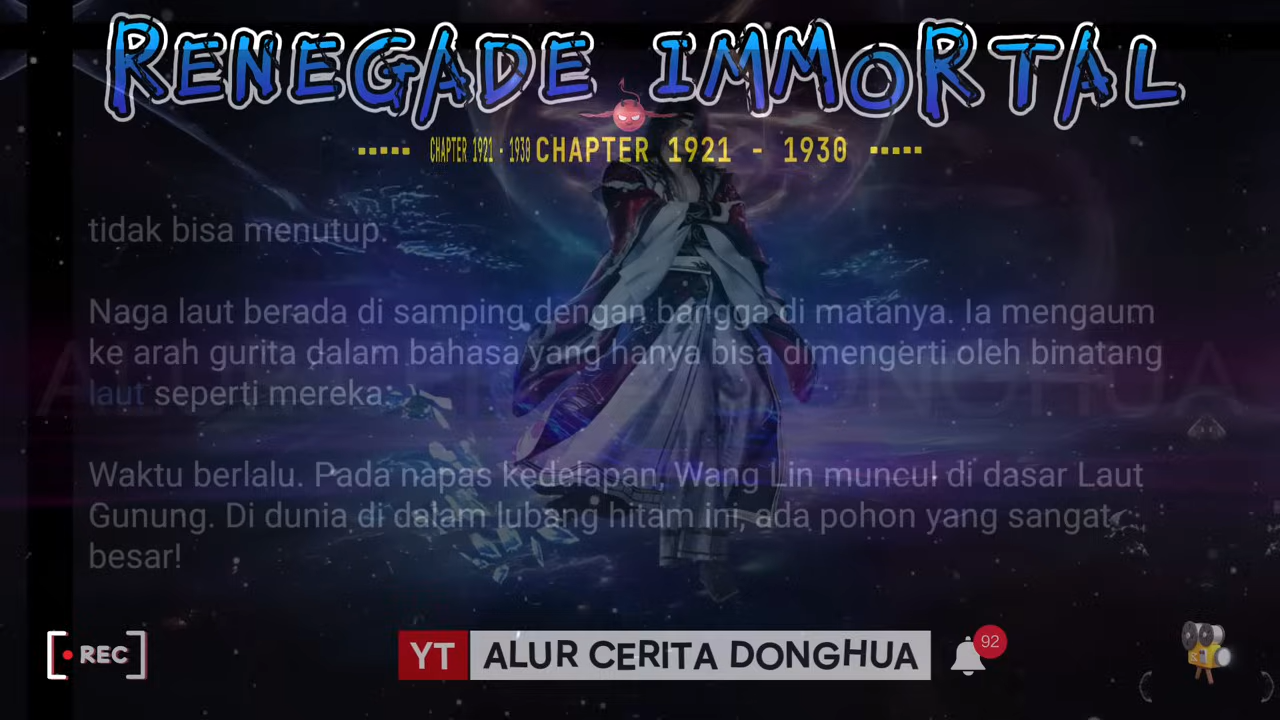 RENEGADE IMMORTAL
CHAPTER 1921 - 1930 CHAPTER 1921 - 1930
tidak bisa menutup.
Naga laut berada di samping dengan bangga di matanya. Ia mengaum
ke arah gurita dalam bahasa yang hanya bisa dimengerti oleh binatang
laut seperti mereka.
Waktu berlalu. Pada napas kedelapan, Wang Lin muncul di dasar Laut
Gunung. Di dunia di dalam lubang hitam ini, ada pohon yang sangat
besar!
REC
YT ALUR CERITA DONGHUA
92